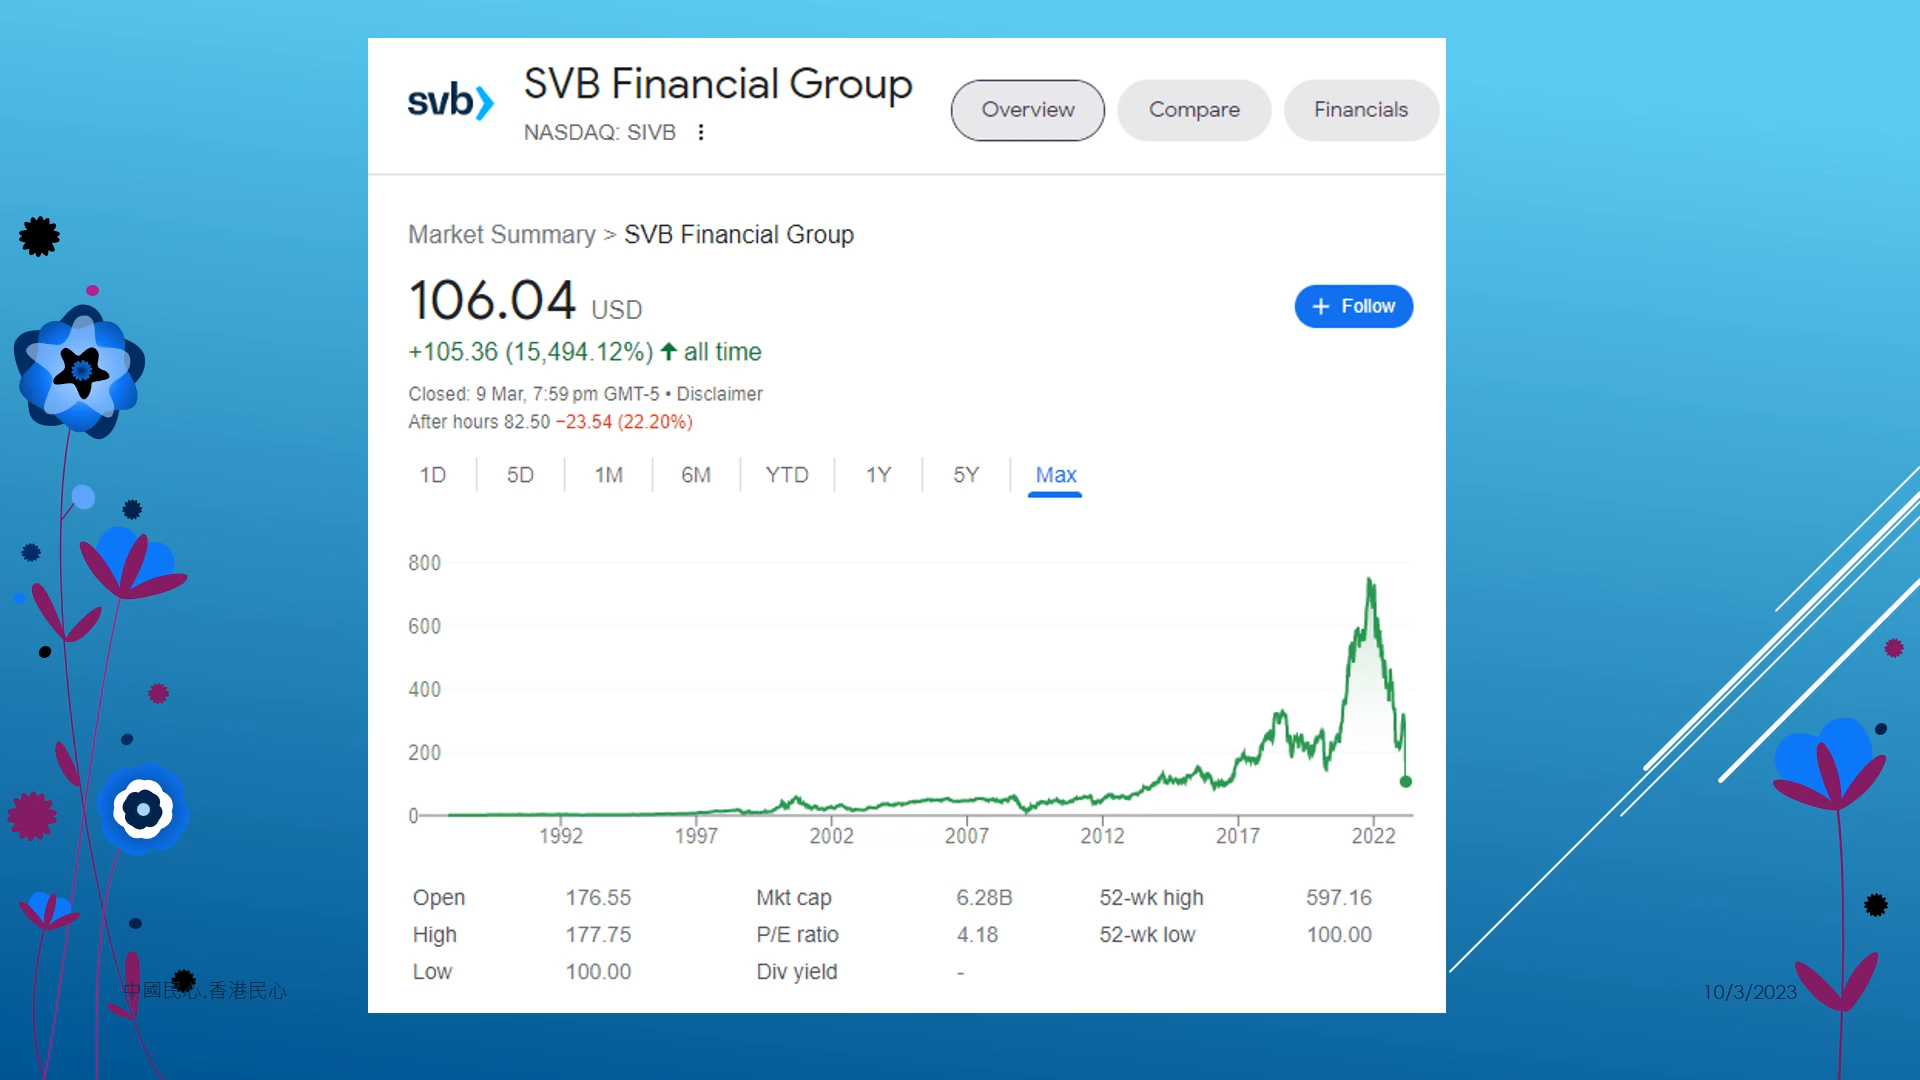 svb
SVB Financial Group
NASDAQ: SIVB
Overview
Compare
Financials
Market Summary > SVB Financial Group
106.04 USD
+ Follow
+105.36 (15,494.12%) ↑ all time
Closed: 9 Mar, 7:59 pm GMT-5 • Disclaimer
After hours 82.50 −23.54 (22.20%)
1D 5D 1M 6M YTD 1Y 5Y Max
800
600
400
200
0
1992 1997 2002 2007 2012 2017 2022
Open 176.55 Mkt cap 6.28B 52-wk high 597.16
High 177.75 P/E ratio 4.18 52-wk low 100.00
Low 100.00 Div yield -
中國民心.香港民心
10/3/2023